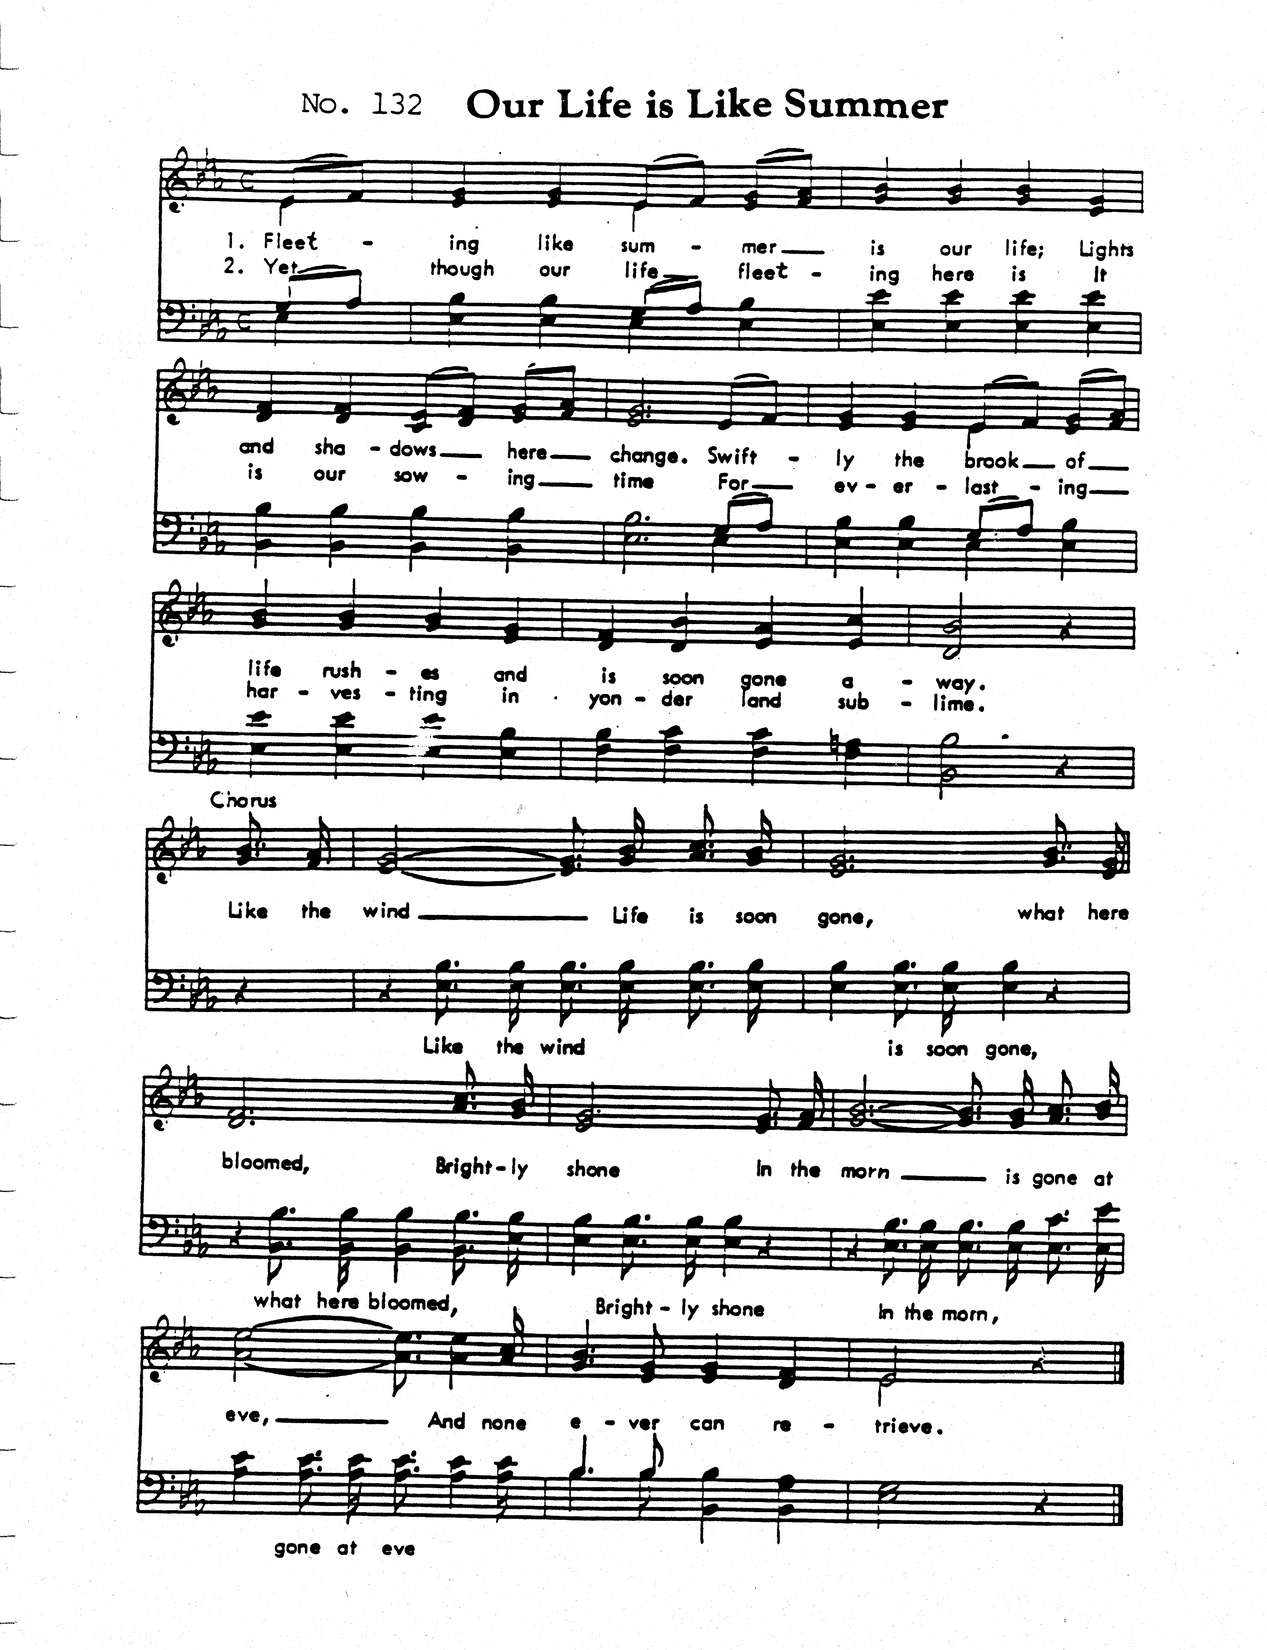 No. 132 Our Life is Like Summer
1. Fleet - ing like sum - mer is our life; Lights
2. Yet though our life fleet - ing here is It
and sha - dows here change. Swift - ly the brook of
is our sow - ing time For ev - er - last - ing
life rush - es and is soon gone a - way.
har - ves - ting in yon - der land sub - lime.
Chorus
Like the wind Life is soon gone, what here
Like the wind is soon gone,
bloomed, Bright - ly shone In the morn is gone at
what here bloomed, Bright - ly shone In the morn,
eve, And none e - ver can re - trieve.
gone at eve